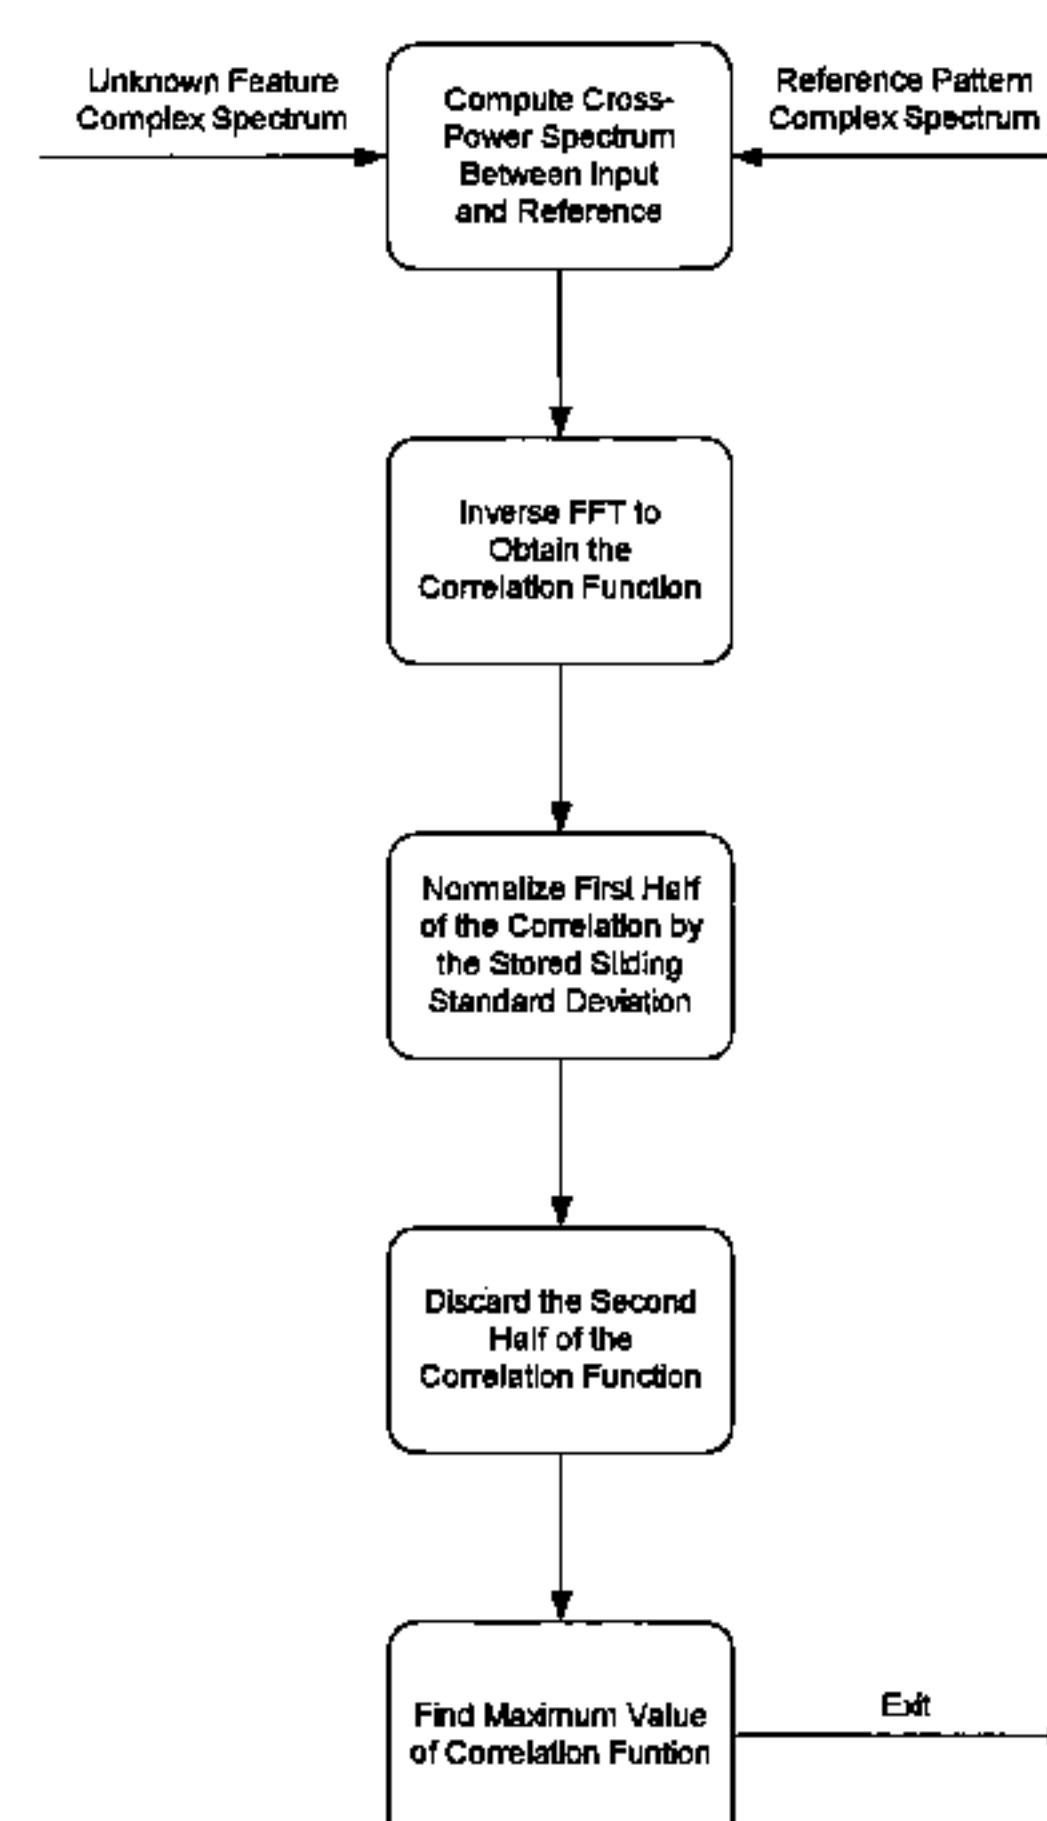 Unknown Feature
Complex Spectrum
Compute Cross-
Power Spectrum
Between Input
and Reference
Reference Pattern
Complex Spectrum
Inverse FFT to
Obtain the
Correlation Function
Normalize First Half
of the Correlation by
the Stored Sliding
Standard Deviation
Discard the Second
Half of the
Correlation Function
Find Maximum Value
of Correlation Funtion
Exit